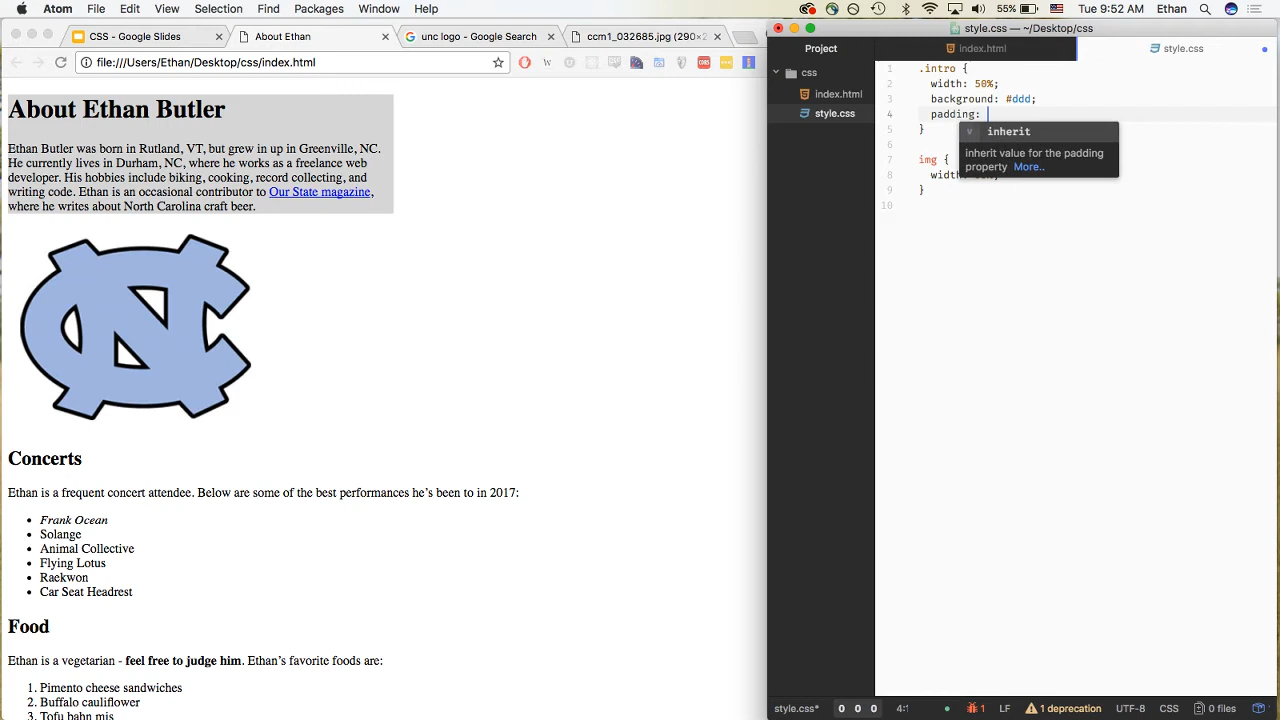 Atom File Edit View Selection Find Packages Window Help 55% Tue 9:52 AM Ethan
- Google Slides × About Ethan × unc logo - Google Search × ccm1_032685.jpg (290×2 ×
file:///Users/Ethan/Desktop/css/index.html
About Ethan Butler
Ethan Butler was born in Rutland, VT, but grew in up in Greenville, NC.
He currently lives in Durham, NC, where he works as a freelance web
developer. His hobbies include biking, cooking, record collecting, and
writing code. Ethan is an occasional contributor to Our State magazine,
where he writes about North Carolina craft beer.
NC
Concerts
Ethan is a frequent concert attendee. Below are some of the best performances he's been to in 2017:
• Frank Ocean
• Solange
• Animal Collective
• Flying Lotus
• Raekwon
• Car Seat Headrest
Food
Ethan is a vegetarian - feel free to judge him. Ethan's favorite foods are:
1. Pimento cheese sandwiches
2. Buffalo cauliflower
3. Tofu bahn mis
style.css — ~/Desktop/css
Project
css
index.html
style.css
index.html style.css
1 .intro {
2 width: 50%;
3 background: #ddd;
4 padding:
5 }
6
7 img {
8 width
9 }
10
v inherit
inherit value for the padding
property More..
style.css* 0 0 0 4:1 1 LF 1 deprecation UTF-8 CSS 0 files